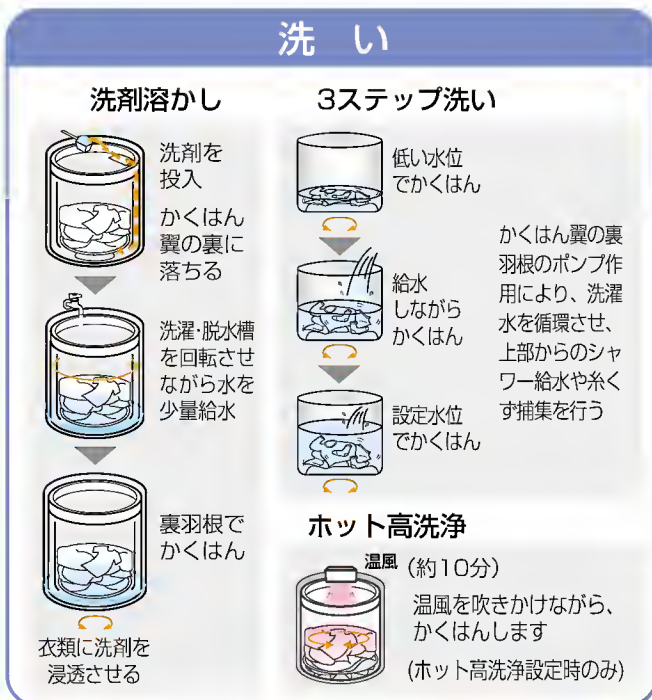 洗い
洗剤溶かし
洗剤を
投入
かくはん
翼の裏に
落ちる
洗濯・脱水槽
を回転させ
ながら水を
少量給水
裏羽根で
かくはん
衣類に洗剤を
浸透させる
3ステップ洗い
低い水位
でかくはん
給水
しながら
かくはん
設定水位
でかくはん
かくはん翼の裏
羽根のポンプ作
用により、洗濯
水を循環させ、
上部からのシャ
ワー給水や糸く
ず捕集を行う
ホット高洗浄
温風 (約10分)
温風を吹きかけながら、
かくはんします
(ホット高洗浄設定時のみ)